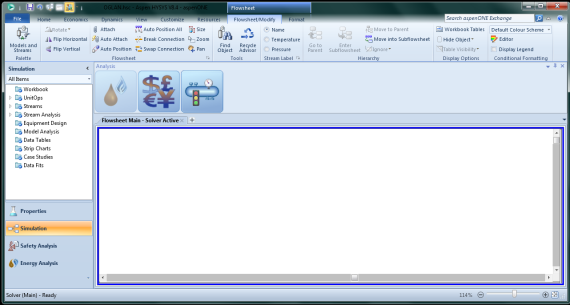 Flowsheet
File Home Economics Dynamics View Customize Resources Flowsheet/Modify Format Search aspenONE Exchange
Models and Streams
Rotate
Flip Horizontal
Flip Vertical
Attach
Auto Attach
Auto Position
Auto Position All
Break Connection
Swap Connection
Size
Zoom
Pan
Flowsheet
Find Object
Recycle Advisor
Tools
Name
Temperature
Pressure
Stream Label
Go to Parent
Enter Subflowsheet
Move into Parent
Move into Subflowsheet
Ignore
Hierarchy
Workbook Tables
Hide Object
Table Visibility
Display Options
Default Colour Scheme
Editor
Display Legend
Conditional Formatting
Simulation
All Items
Workbook
UnitOps
Streams
Stream Analysis
Equipment Design
Model Analysis
Data Tables
Strip Charts
Case Studies
Data Fits
Properties
Simulation
Safety Analysis
Energy Analysis
Analysis
Flowsheet Main - Solver Active
Solver (Main) - Ready
114%